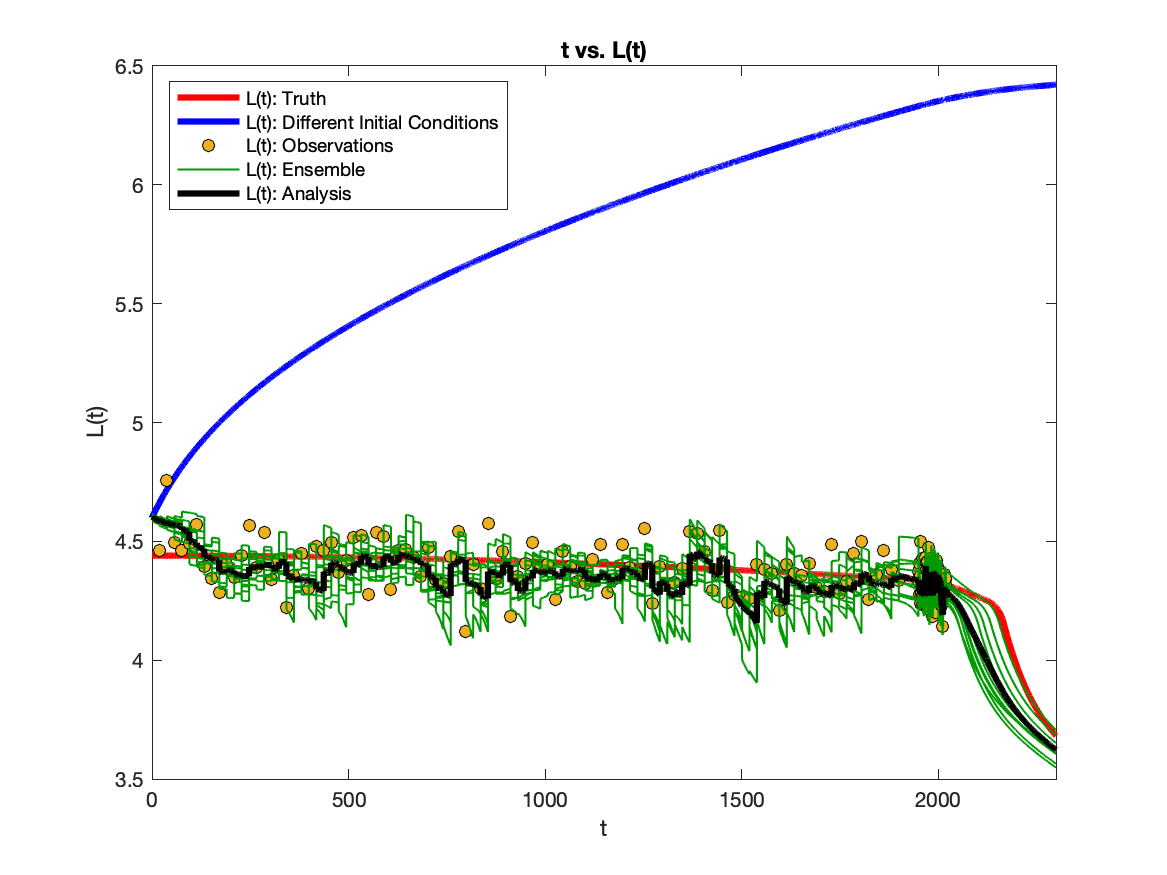 t vs. L(t)
6.5
6
5.5
5
4.5
4
3.5
L(t)
L(t): Truth
L(t): Different Initial Conditions
L(t): Observations
L(t): Ensemble
L(t): Analysis
0
500
1000
1500
2000
t